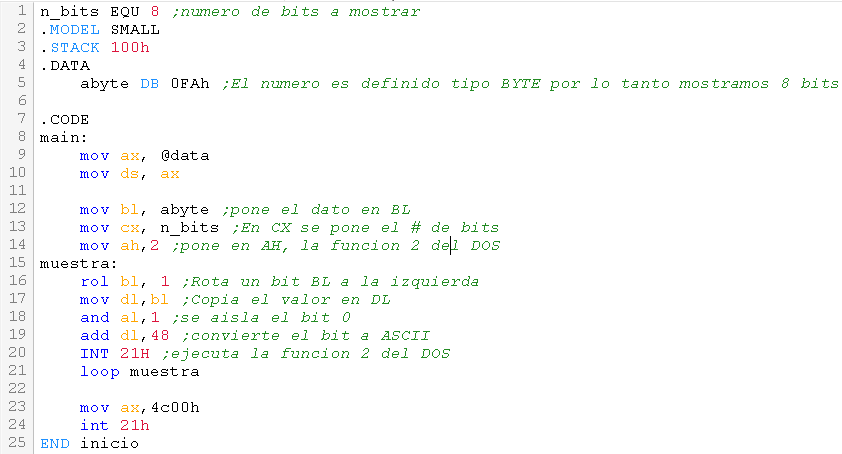 1 n_bits EQU 8 ;numero de bits a mostrar
2 .MODEL SMALL
3 .STACK 100h
4 .DATA
5 abyte DB 0FAh ;El numero es definido tipo BYTE por lo tanto mostramos 8 bits
6
7 .CODE
8 main:
9 mov ax, @data
10 mov ds, ax
11
12 mov bl, abyte ;pone el dato en BL
13 mov cx, n_bits ;En CX se pone el # de bits
14 mov ah,2 ;pone en AH, la funcion 2 del DOS
15 muestra:
16 rol bl, 1 ;Rota un bit BL a la izquierda
17 mov dl,bl ;Copia el valor en DL
18 and al,1 ;se aisla el bit 0
19 add dl,48 ;convierte el bit a ASCII
20 INT 21H ;ejecuta la funcion 2 del DOS
21 loop muestra
22
23 mov ax,4c00h
24 int 21h
25 END inicio